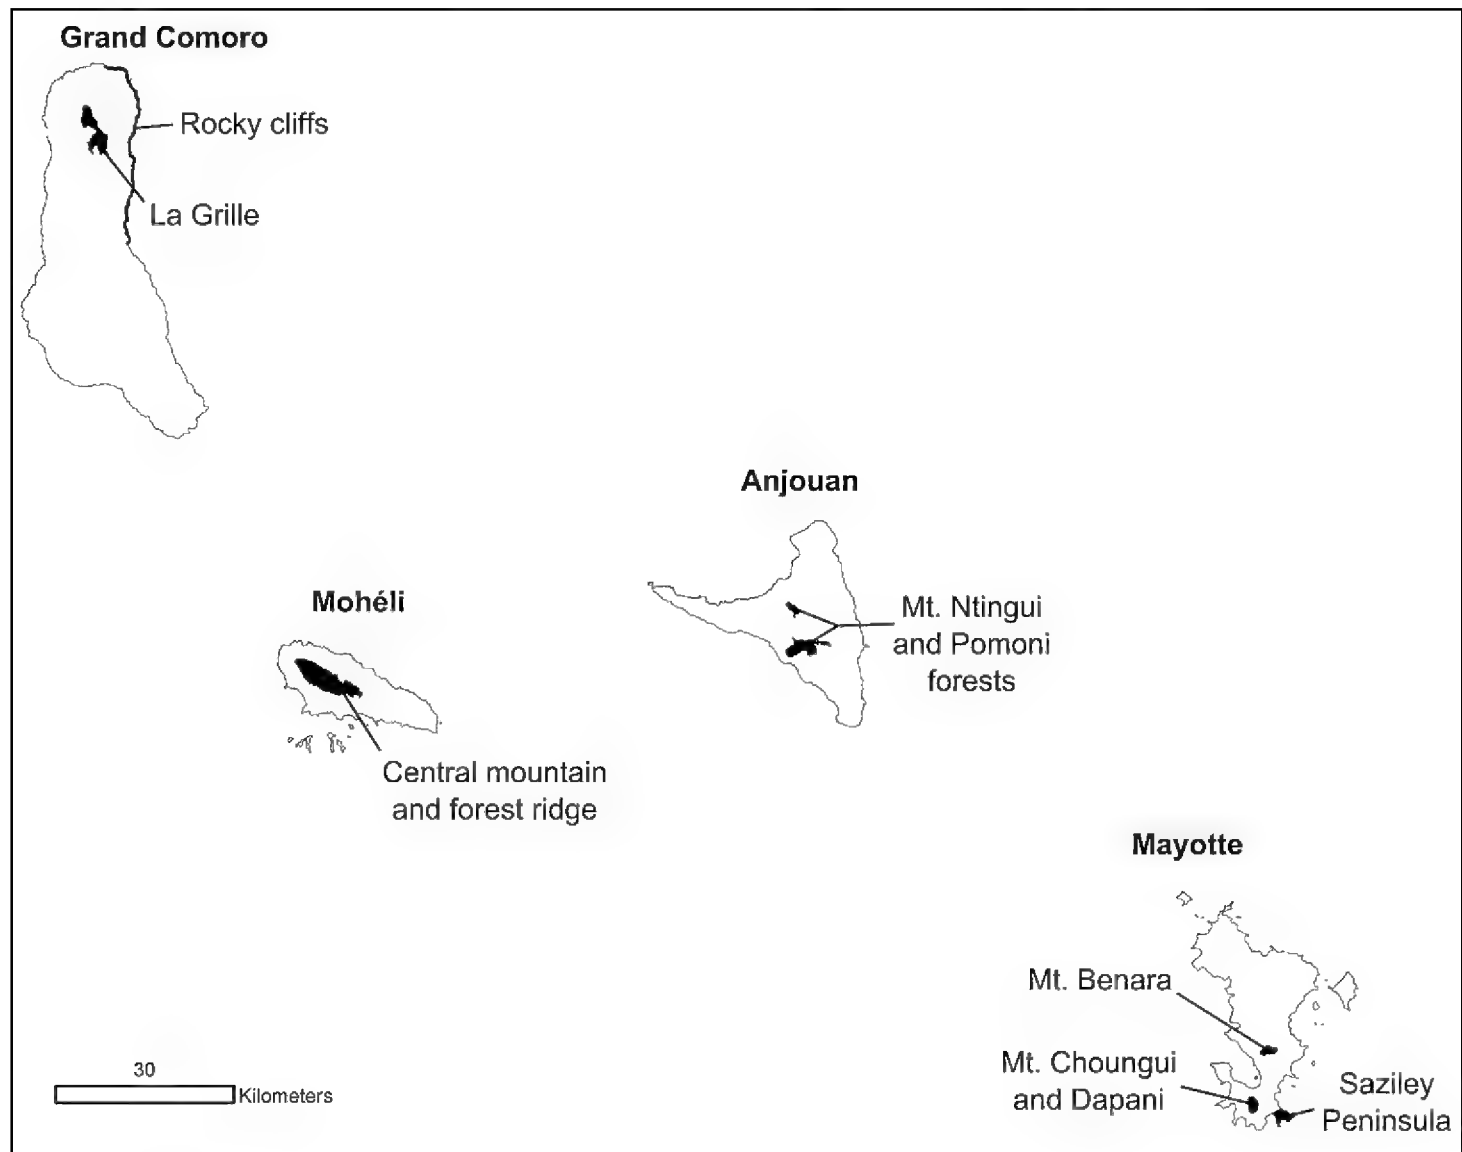 Grand Comoro
Rocky cliffs
La Grille
Anjouan
Mt. Ntingui
and Pomoni
forests
Mohéli
Central mountain
and forest ridge
Mayotte
Mt. Benara
Mt. Choungui
and Dapani
Saziley
Peninsula
30
Kilometers